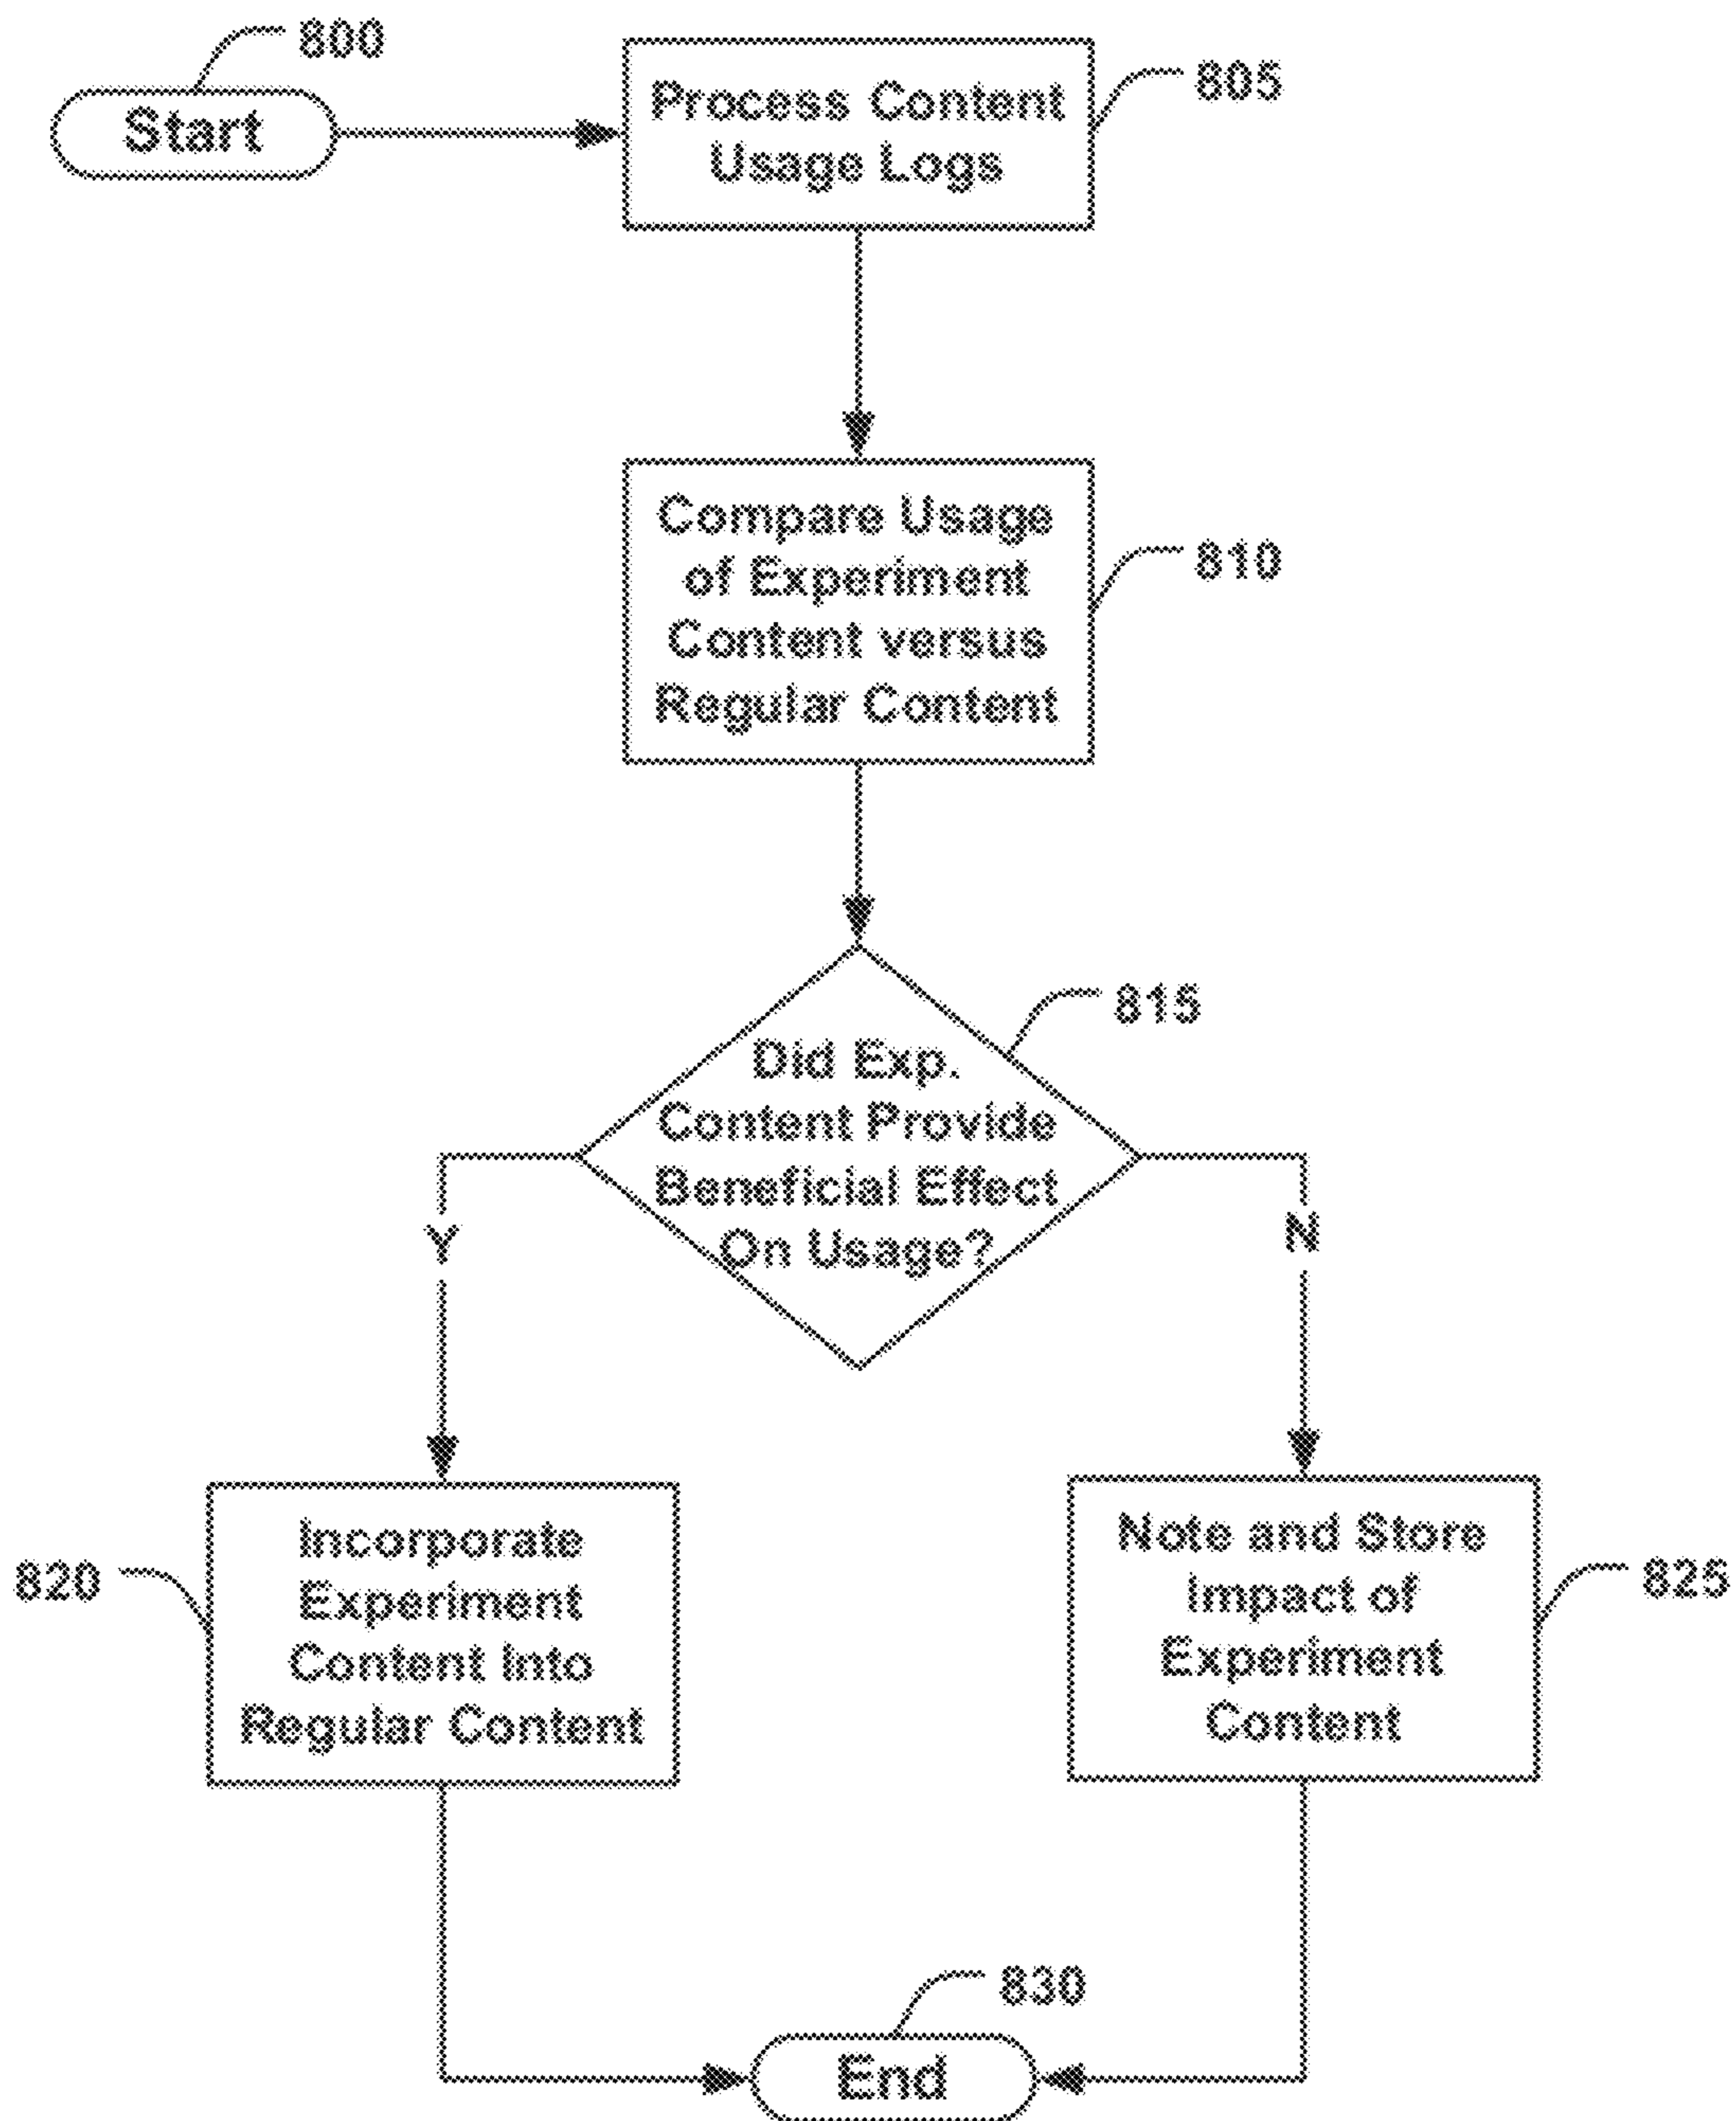 800
Start
Process Content
Usage Logs
805
Compare Usage
of Experiment
Content versus
Regular Content
810
815
Did Exp.
Content Provide
Beneficial Effect
On Usage?
Y
N
820
Incorporate
Experiment
Content Into
Regular Content
Note and Store
Impact of
Experiment
Content
825
830
End